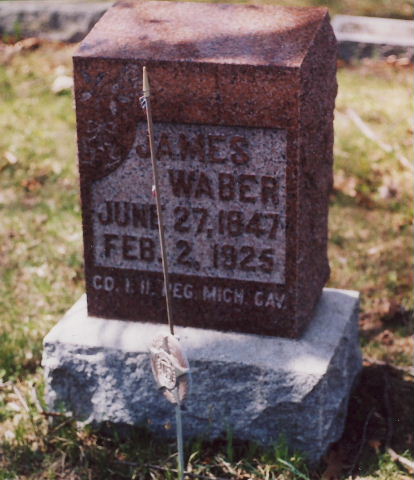 JAMES
WABER
JUNE 27, 1847
FEB. 2, 1925
CO. I. 11. REG. MICH. CAV.